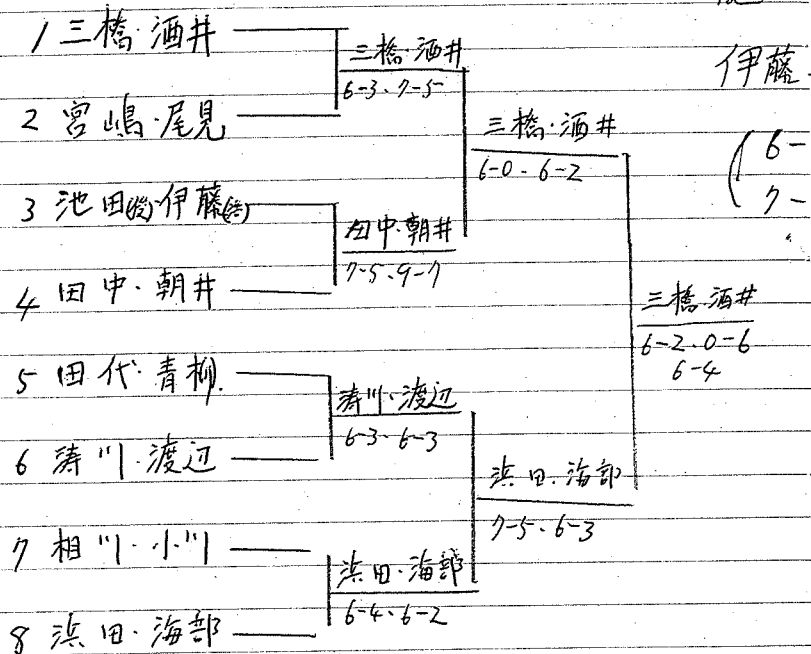 1 三橋・酒井
2 宮嶋・尾見
3 池田(俊)・伊藤
4 田中・朝井
5 田代・青柳
6 涛川・渡辺
7 相川・小川
8 浜田・海部
三橋・酒井
6-3・7-5
田中・朝井
7-5・9-7
涛川・渡辺
6-3・6-3
浜田・海部
6-4・6-2
三橋・酒井
6-0・6-2
浜田・海部
7-5・6-3
三橋・酒井
6-2・0-6
6-4
伊藤
(6-
7-